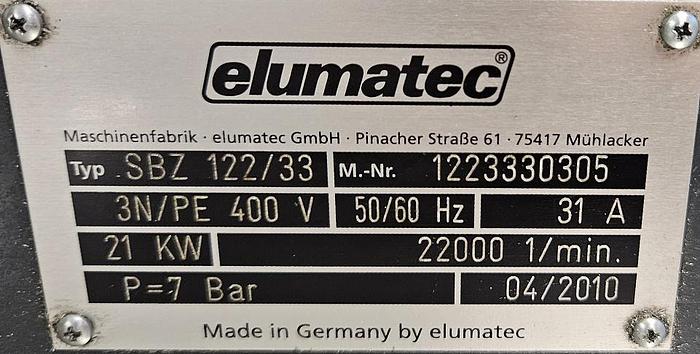 elumatec®
Maschinenfabrik · elumatec GmbH · Pinacher Straße 61 · 75417 Mühlacker
Typ SBZ 122/33 M.-Nr. 1223330305
3N/PE 400 V 50/60 Hz 31 A
21 KW 22000 1/min.
P=7 Bar 04/2010
Made in Germany by elumatec